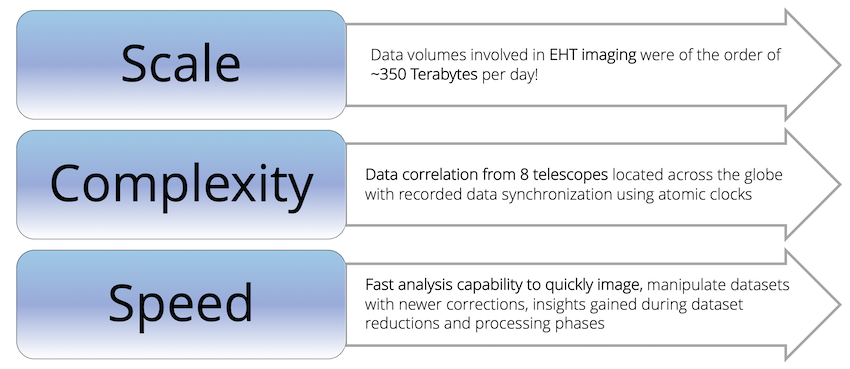 Scale
Data volumes involved in EHT imaging were of the order of
~350 Terabytes per day!
Complexity
Data correlation from 8 telescopes located across the globe
with recorded data synchronization using atomic clocks
Speed
Fast analysis capability to quickly image, manipulate datasets
with newer corrections, insights gained during dataset
reductions and processing phases